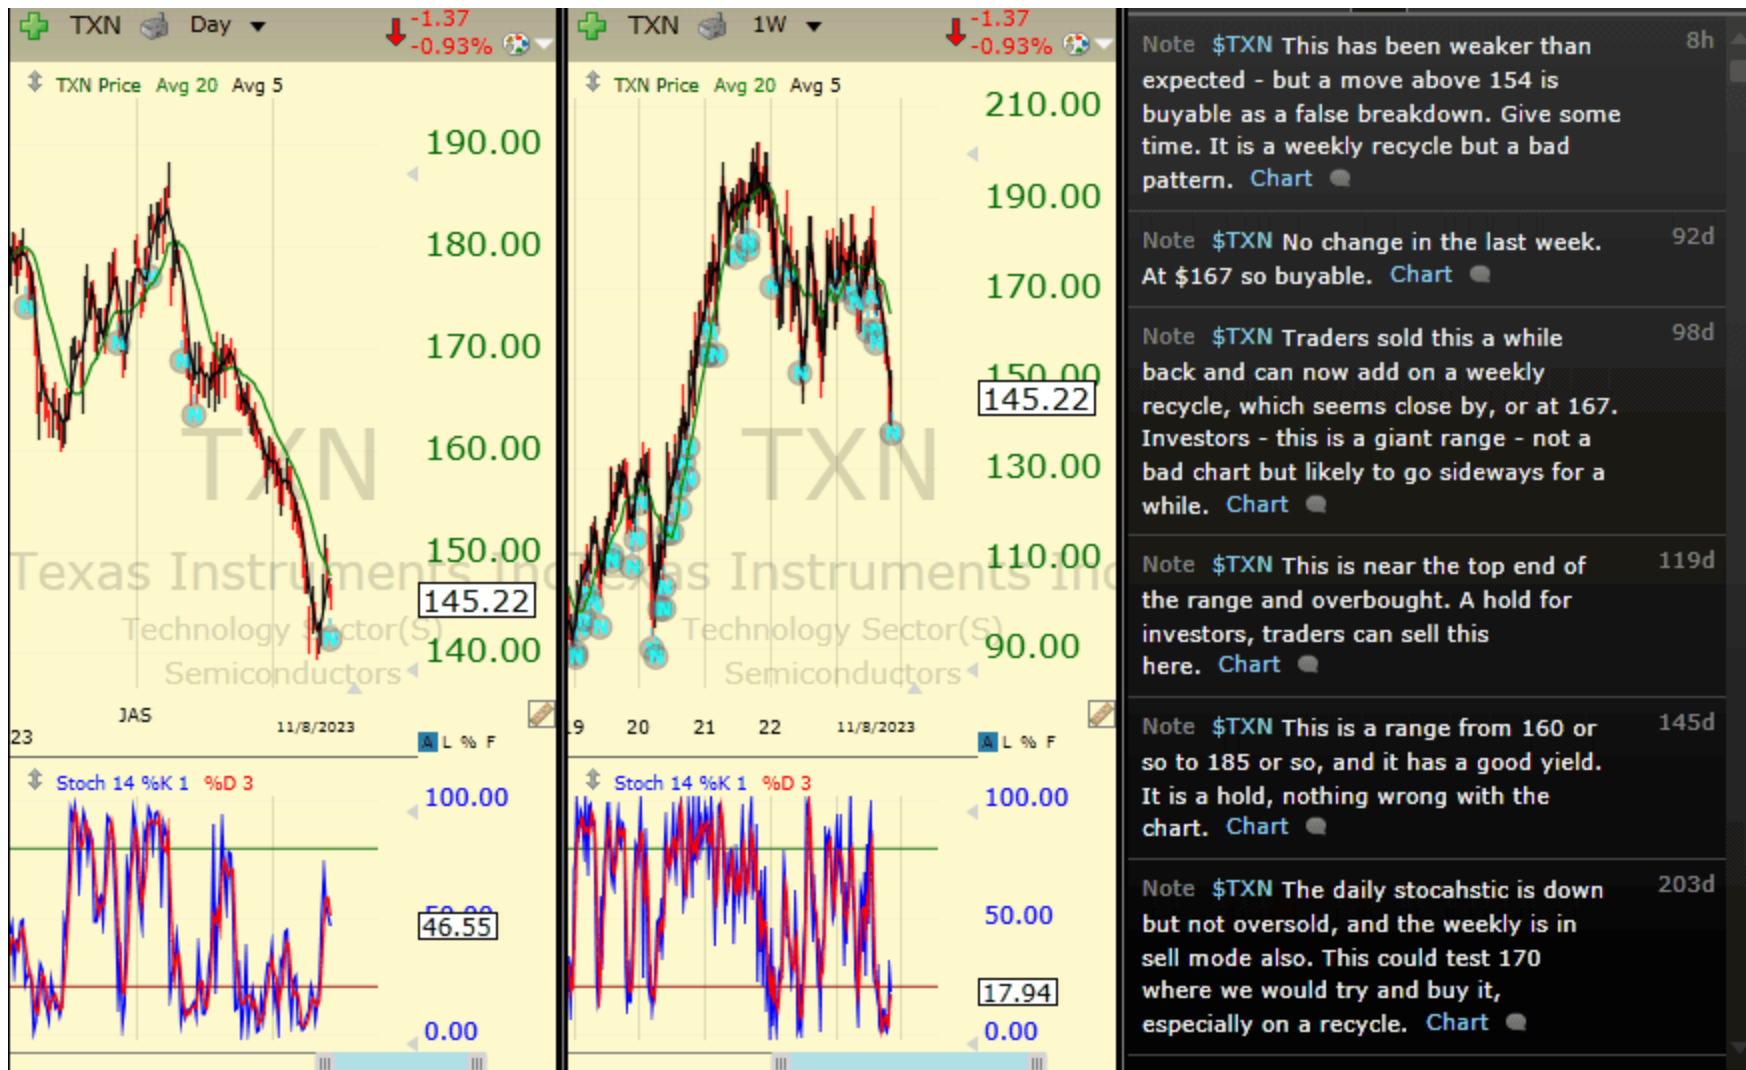 TXN Day
-1.37
-0.93%
TXN Price Avg 20 Avg 5
190.00
180.00
170.00
160.00
150.00
145.22
140.00
TXN
Texas Instruments Inc
Technology Sector(S)
Semiconductors
N
N
N
N
N
N
23
JAS
11/8/2023
A L % F
Stoch 14 %K 1 %D 3
100.00
50.00
46.55
0.00
TXN 1W
-1.37
-0.93%
TXN Price Avg 20 Avg 5
210.00
190.00
170.00
150.00
145.22
130.00
110.00
90.00
TXN
Texas Instruments Inc
Technology Sector(S)
Semiconductors
19 20 21 22 11/8/2023
A L % F
Stoch 14 %K 1 %D 3
100.00
50.00
17.94
0.00
Note $TXN This has been weaker than 8h
expected - but a move above 154 is
buyable as a false breakdown. Give some
time. It is a weekly recycle but a bad
pattern. Chart
Note $TXN No change in the last week. 92d
At $167 so buyable. Chart
Note $TXN Traders sold this a while 98d
back and can now add on a weekly
recycle, which seems close by, or at 167.
Investors - this is a giant range - not a
bad chart but likely to go sideways for a
while. Chart
Note $TXN This is near the top end of 119d
the range and overbought. A hold for
investors, traders can sell this
here. Chart
Note $TXN This is a range from 160 or 145d
so to 185 or so, and it has a good yield.
It is a hold, nothing wrong with the
chart. Chart
Note $TXN The daily stocahstic is down 203d
but not oversold, and the weekly is in
sell mode also. This could test 170
where we would try and buy it,
especially on a recycle. Chart